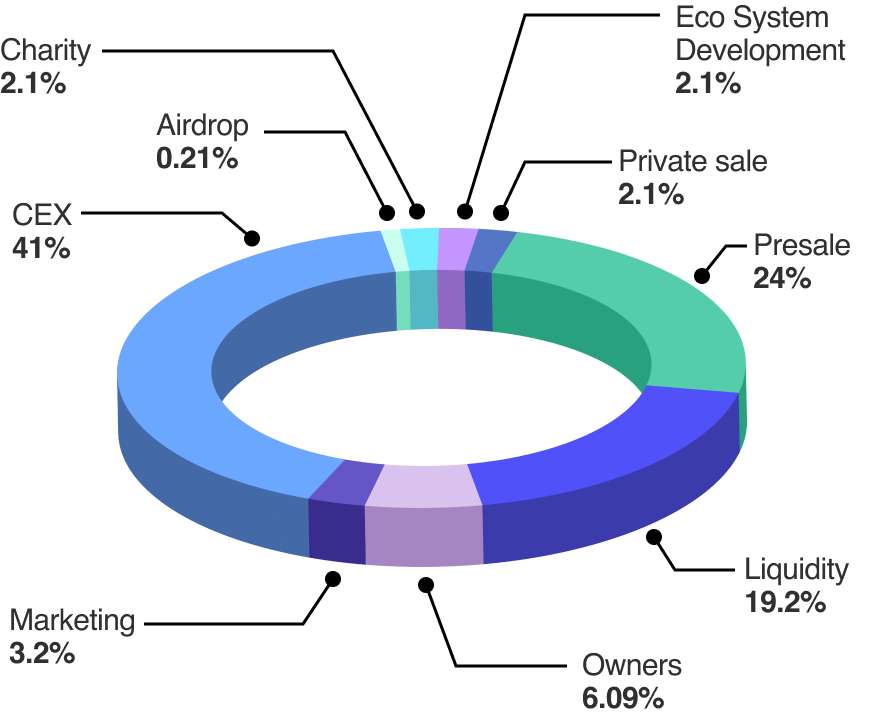 Eco System
Development
2.1%
Charity
2.1%
Airdrop
0.21%
Private sale
2.1%
CEX
41%
Presale
24%
Liquidity
19.2%
Marketing
3.2%
Owners
6.09%